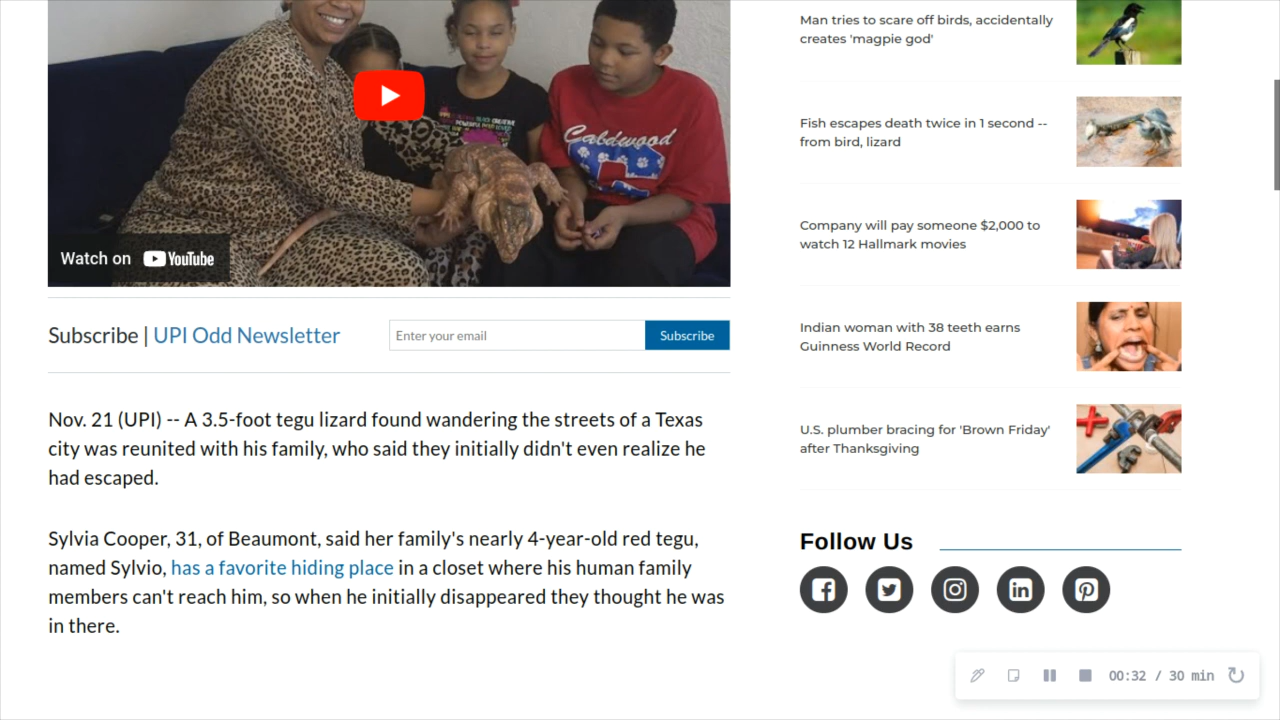 Man tries to scare off birds, accidentally
creates 'magpie god'
Fish escapes death twice in 1 second --
from bird, lizard
Company will pay someone $2,000 to
watch 12 Hallmark movies
Indian woman with 38 teeth earns
Guinness World Record
U.S. plumber bracing for 'Brown Friday'
after Thanksgiving
Caldwood
Watch on YouTube
Subscribe | UPI Odd Newsletter
Enter your email
Subscribe
Nov. 21 (UPI) -- A 3.5-foot tegu lizard found wandering the streets of a Texas
city was reunited with his family, who said they initially didn't even realize he
had escaped.
Sylvia Cooper, 31, of Beaumont, said her family's nearly 4-year-old red tegu,
named Sylvio, has a favorite hiding place in a closet where his human family
members can't reach him, so when he initially disappeared they thought he was
in there.
Follow Us
00:32 / 30 min